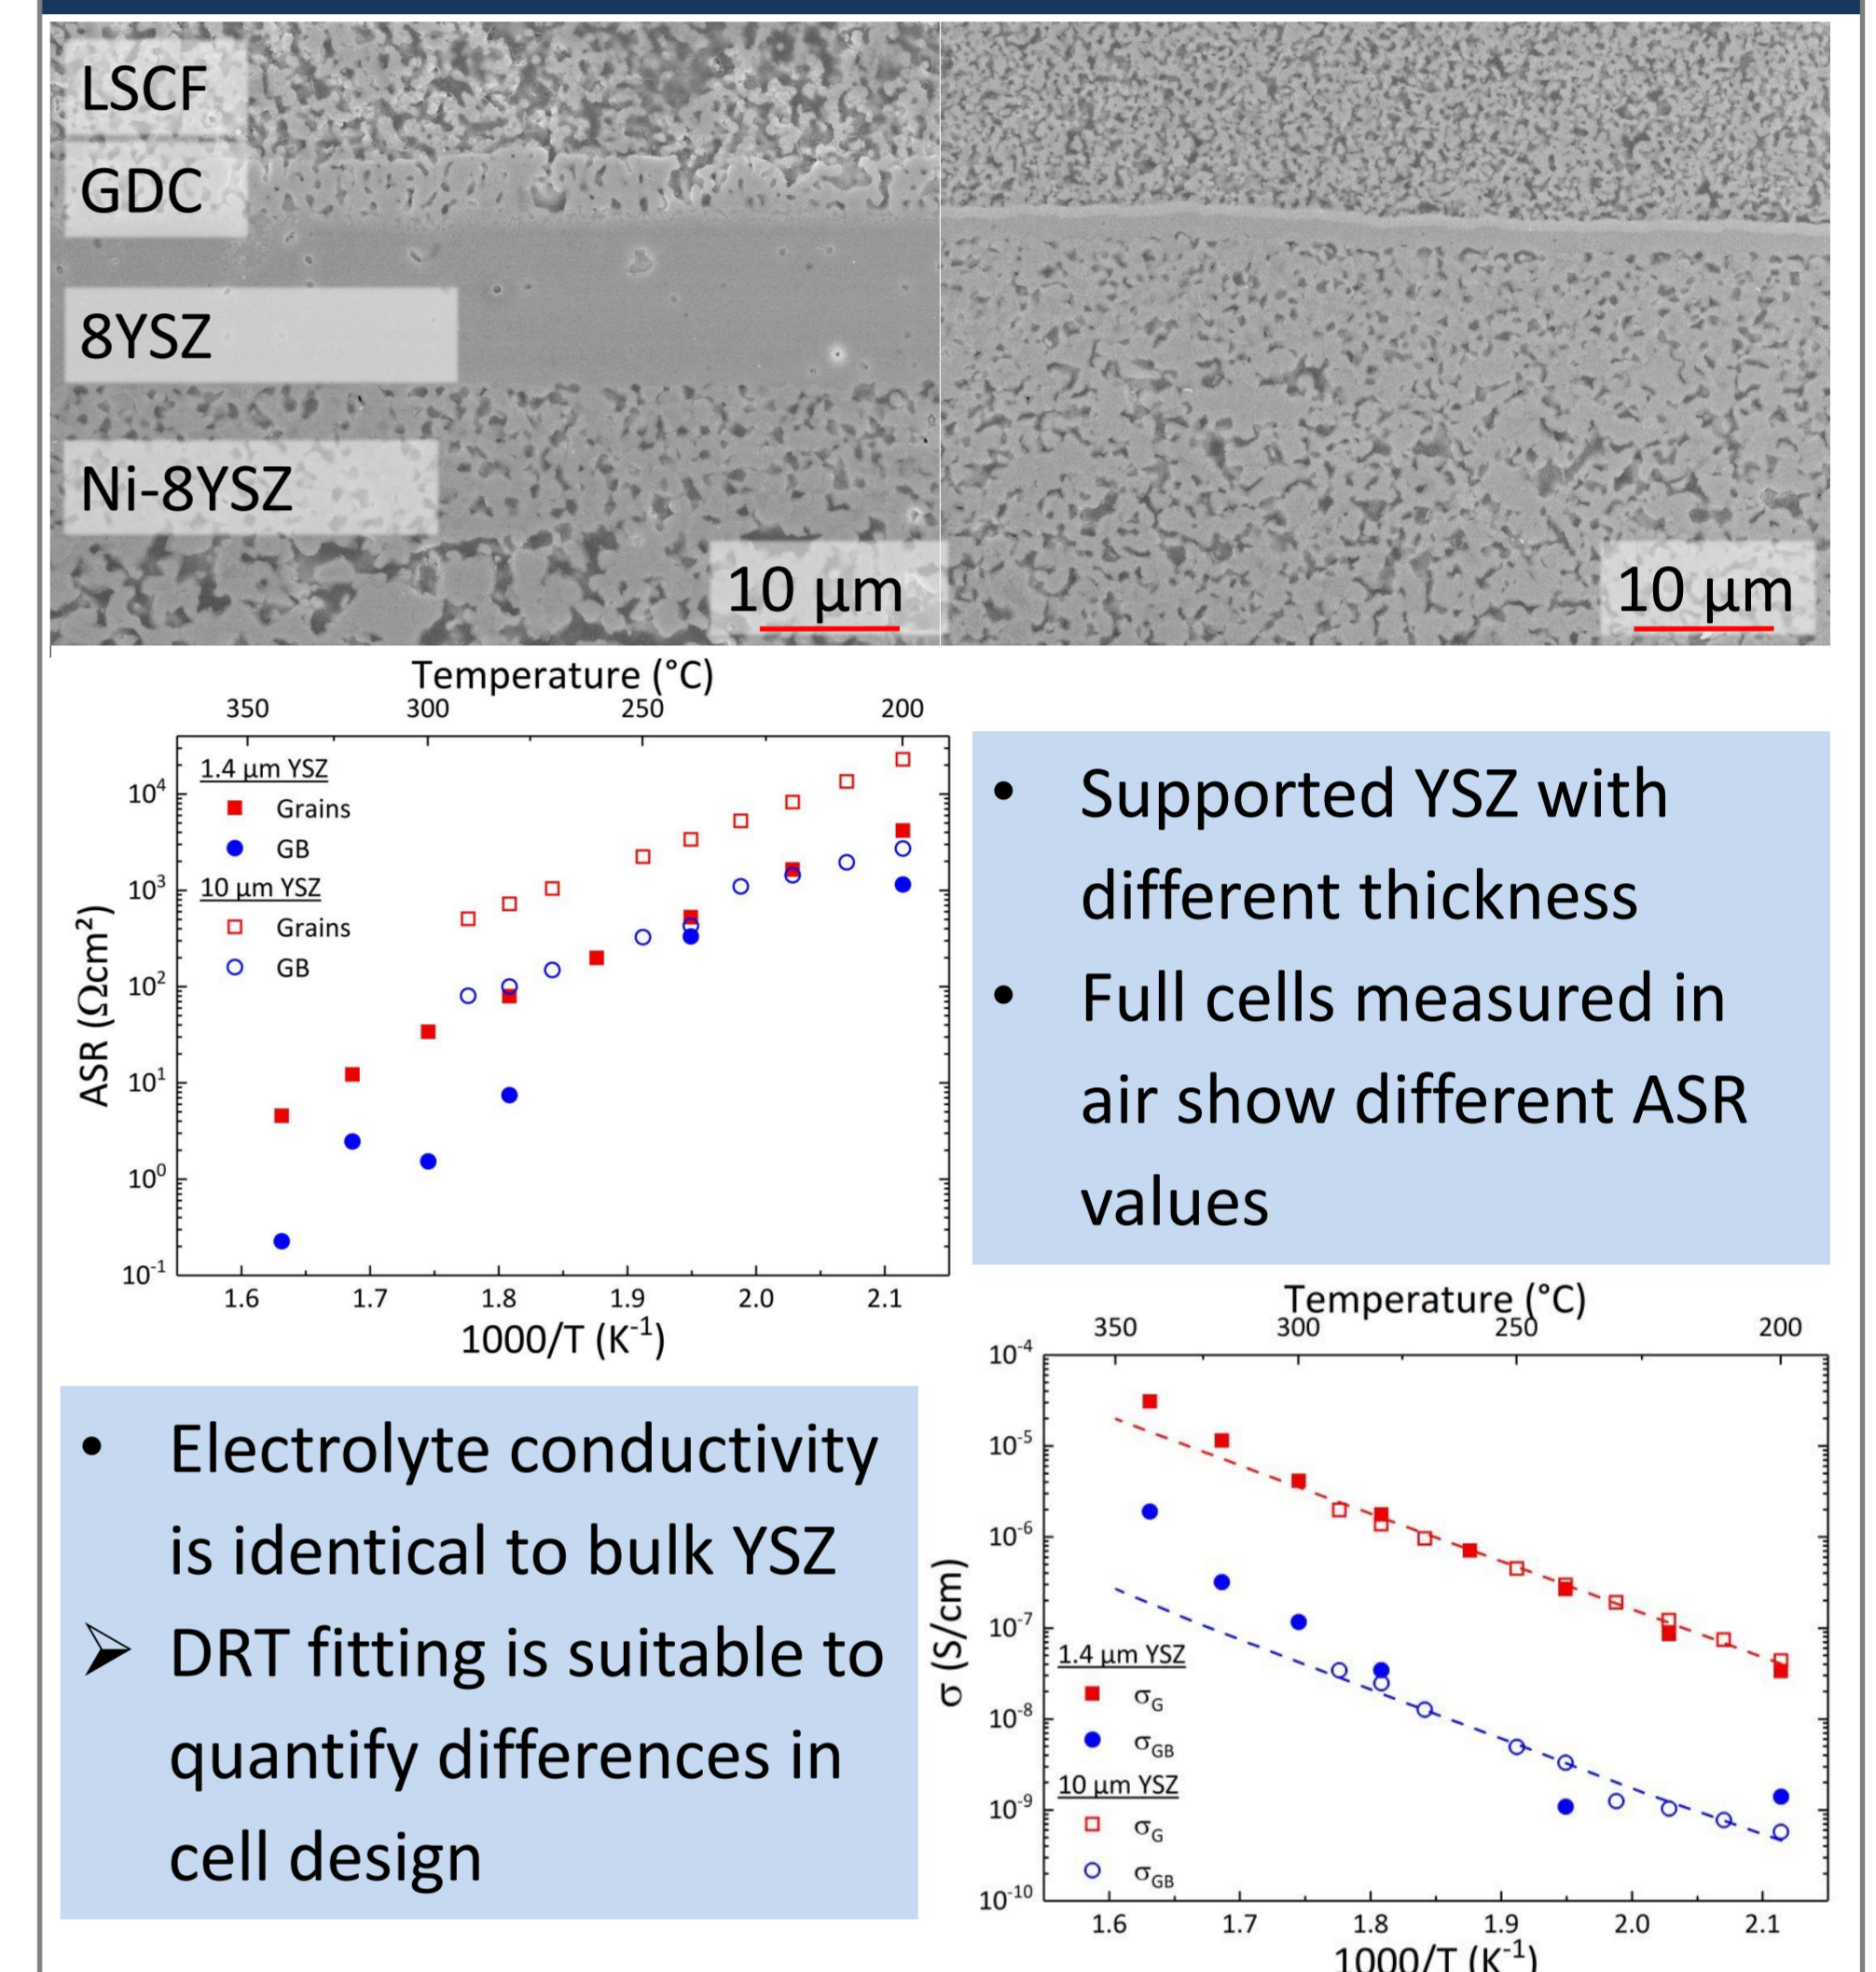 LSCF
GDC
8YSZ
Ni-8YSZ
10 µm
10 µm
Temperature (°C)
350 300 250 200
1.4 µm YSZ
Grains
GB
10 µm YSZ
Grains
GB
ASR (Ωcm²)
10⁴
10³
10²
10¹
10⁰
10⁻¹
1.6 1.7 1.8 1.9 2.0 2.1
1000/T (K⁻¹)
• Supported YSZ with
different thickness
• Full cells measured in
air show different ASR
values
• Electrolyte conductivity
is identical to bulk YSZ
➢ DRT fitting is suitable to
quantify differences in
cell design
Temperature (°C)
350 300 250 200
σ (S/cm)
10⁻⁴
10⁻⁵
10⁻⁶
10⁻⁷
10⁻⁸
10⁻⁹
10⁻¹⁰
1.4 µm YSZ
σG
σGB
10 µm YSZ
σG
σGB
1.6 1.7 1.8 1.9 2.0 2.1
1000/T (K⁻¹)